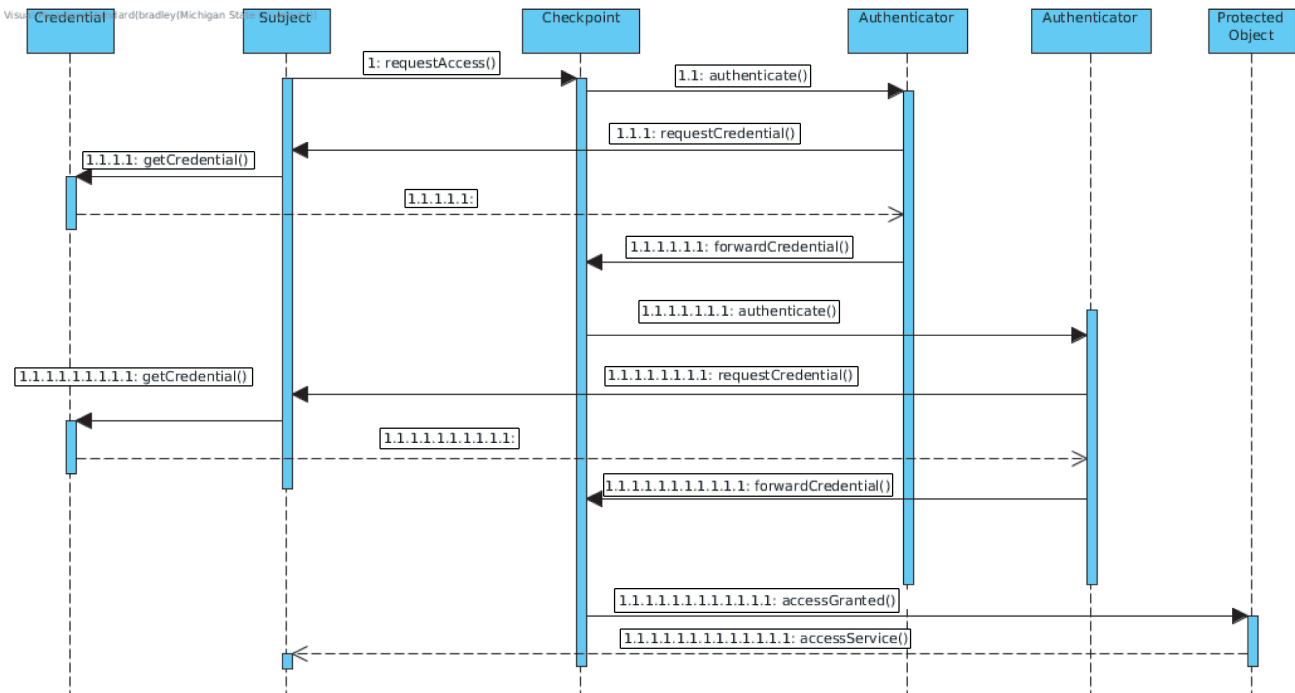 Credential
Subject
Checkpoint
Authenticator
Authenticator
Protected
Object
(bradley(Michigan State
1: requestAccess()
1.1: authenticate()
1.1.1: requestCredential()
1.1.1.1: getCredential()
1.1.1.1.1:
1.1.1.1.1.1: forwardCredential()
1.1.1.1.1.1.1: authenticate()
1.1.1.1.1.1.1.1: requestCredential()
1.1.1.1.1.1.1.1.1: getCredential()
1.1.1.1.1.1.1.1.1.1:
1.1.1.1.1.1.1.1.1.1.1: forwardCredential()
1.1.1.1.1.1.1.1.1.1.1.1: accessGranted()
1.1.1.1.1.1.1.1.1.1.1.1.1: accessService()